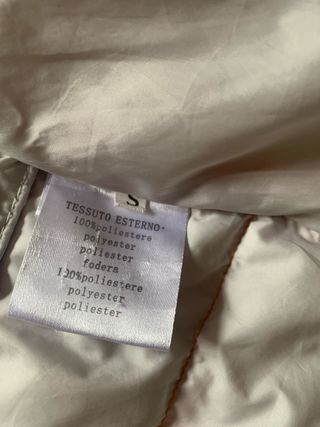 S
TESSUTO ESTERNO:
100%poliestere
polyester
poliester
fodera
100%poliestere
polyester
poliester